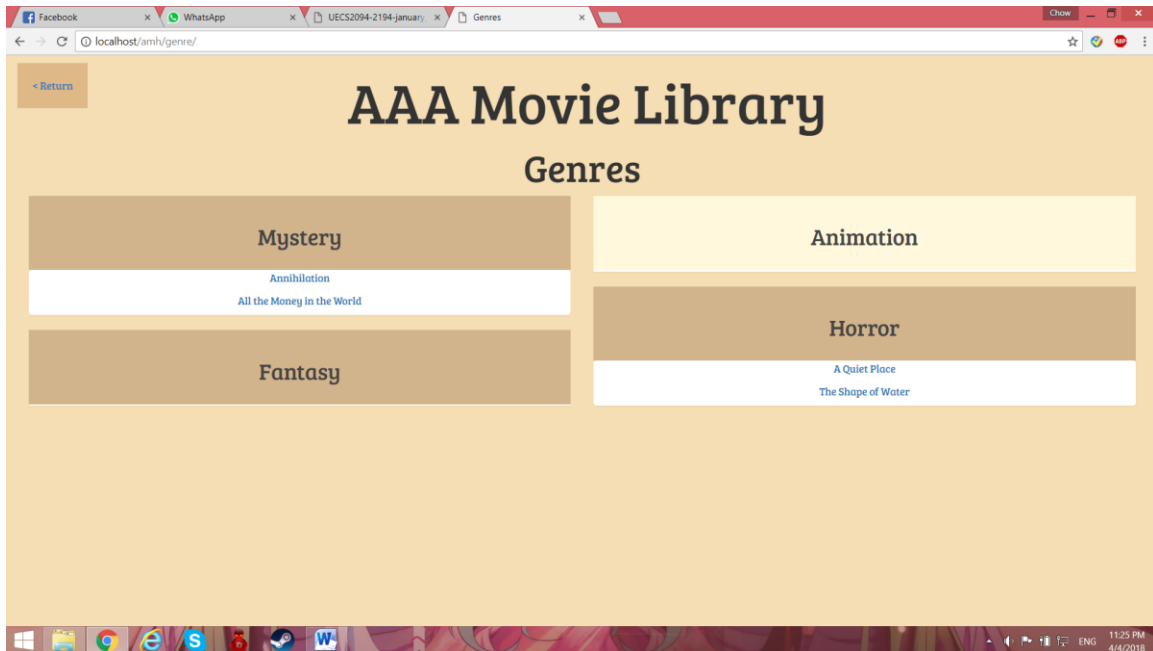 Facebook
WhatsApp
UECS2094-2194-january
Genres
Chow
localhost/amh/genre/
ABP
< Return
AAA Movie Library
Genres
Mystery
Annihilation
All the Money in the World
Fantasy
Animation
Horror
A Quiet Place
The Shape of Water
ENG
11:25 PM
4/4/2018